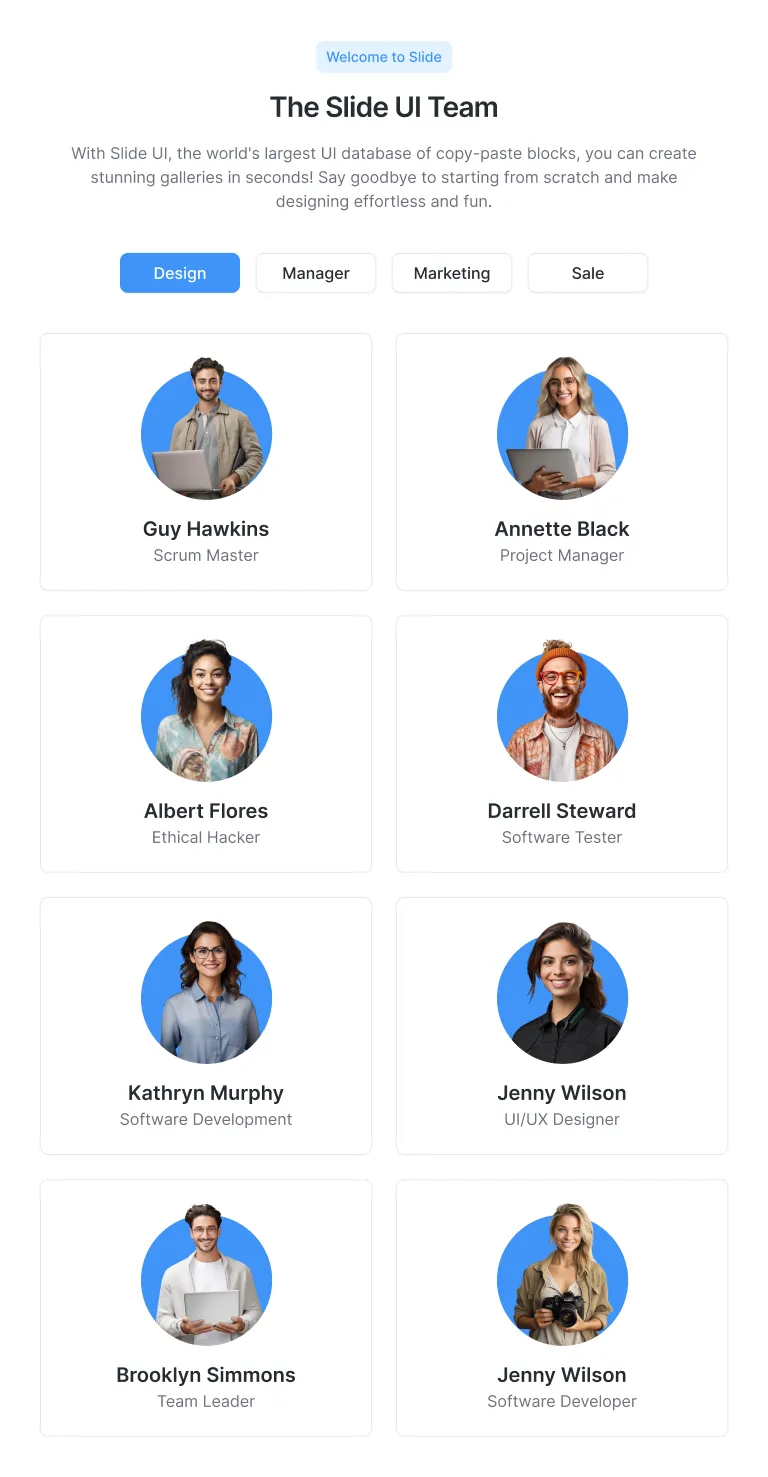 Welcome to Slide
The Slide UI Team
With Slide UI, the world's largest UI database of copy-paste blocks, you can create
stunning galleries in seconds! Say goodbye to starting from scratch and make
designing effortless and fun.
Design
Manager
Marketing
Sale
Guy Hawkins
Scrum Master
Annette Black
Project Manager
Albert Flores
Ethical Hacker
Darrell Steward
Software Tester
Kathryn Murphy
Software Development
Jenny Wilson
UI/UX Designer
Brooklyn Simmons
Team Leader
Jenny Wilson
Software Developer